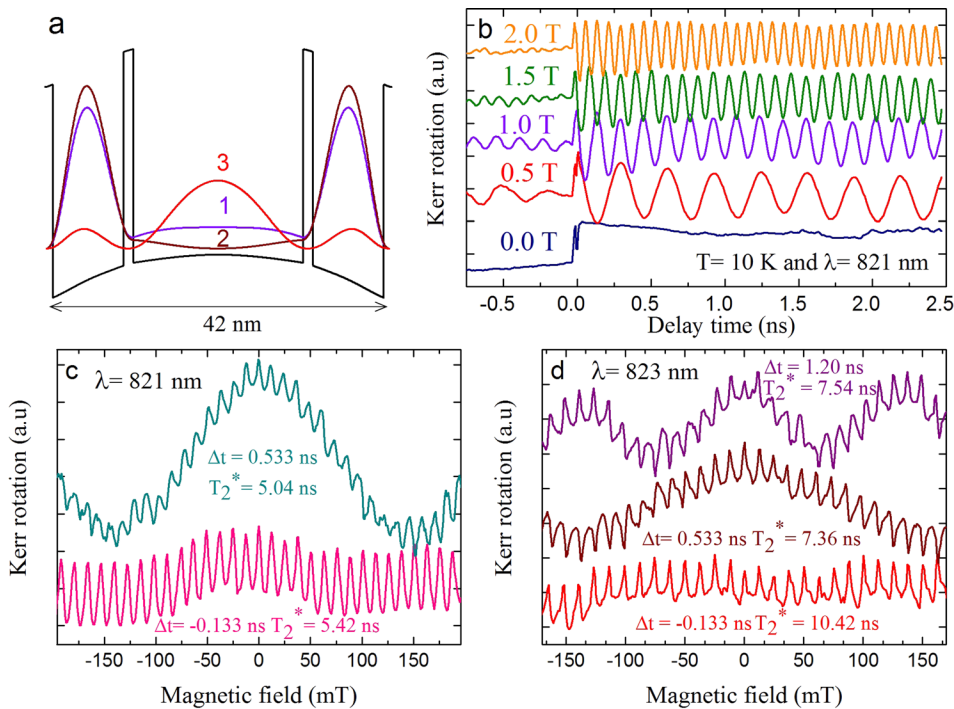 a
3
1
2
42 nm
b
2.0 T
1.5 T
1.0 T
0.5 T
0.0 T
T= 10 K and λ= 821 nm
Kerr rotation (a.u)
-0.5 0.0 0.5 1.0 1.5 2.0 2.5
Delay time (ns)
c
λ= 821 nm
Δt = 0.533 ns
T2* = 5.04 ns
Δt= -0.133 ns T2* = 5.42 ns
Kerr rotation (a.u)
-150 -100 -50 0 50 100 150
Magnetic field (mT)
d
λ= 823 nm
Δt = 1.20 ns
T2* = 7.54 ns
Δt= 0.533 ns T2* = 7.36 ns
Δt= -0.133 ns T2* = 10.42 ns
Kerr rotation (a.u)
-150 -100 -50 0 50 100 150
Magnetic field (mT)